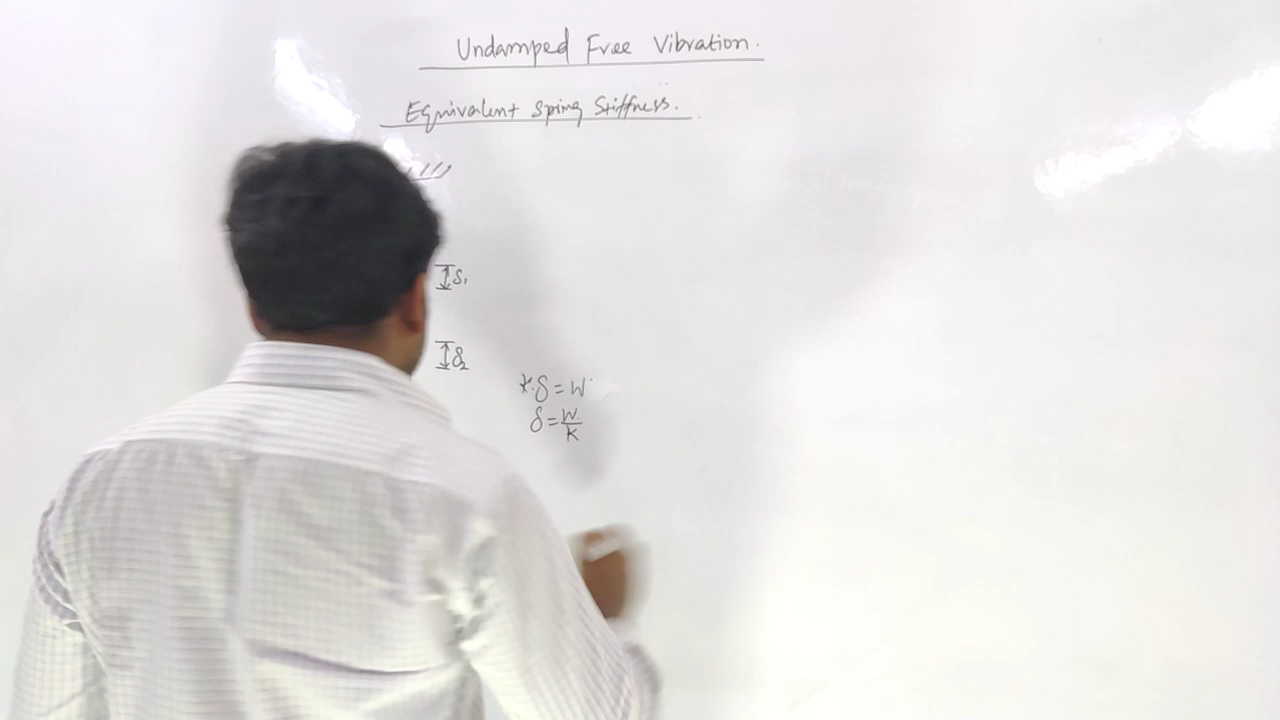 Undamped Free Vibration.
Equivalent Spring Stiffness.
δ₁
δ₂
K.δ = W
δ = W/K